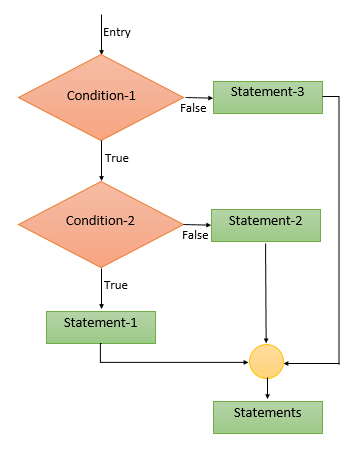 Entry
Condition-1
Statement-3
False
True
Condition-2
Statement-2
False
True
Statement-1
Statements